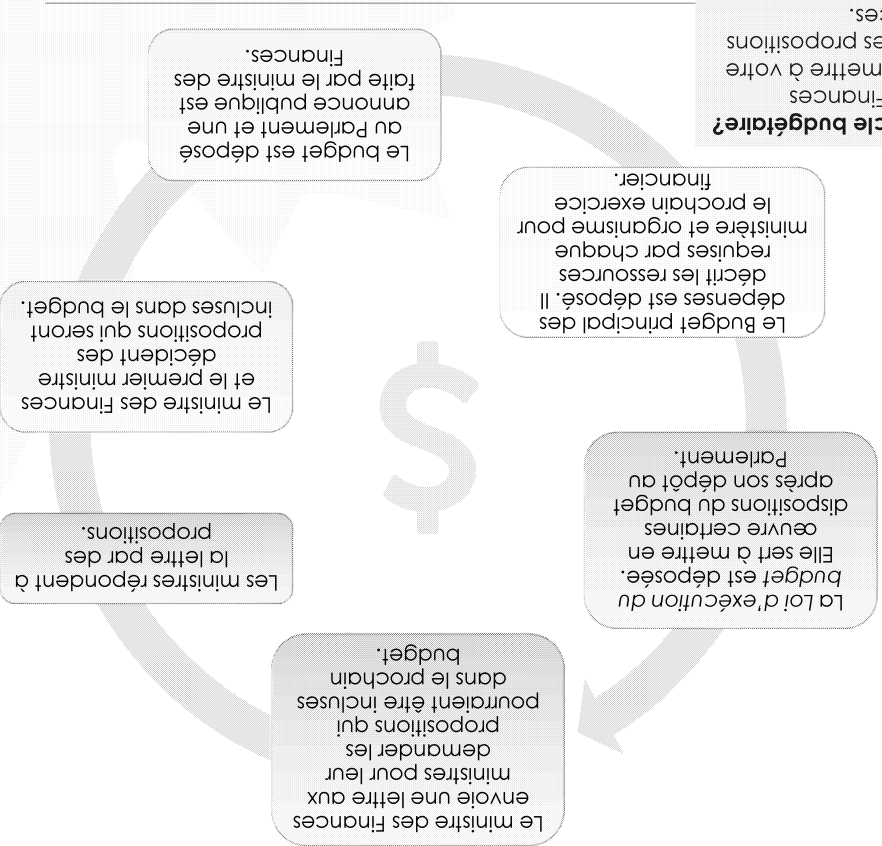 Le ministre des Finances
envoie une lettre aux
ministres pour leur
demander les
propositions qui
pourraient être incluses
dans le prochain
budget.
Les ministres répondent à
la lettre par des
propositions.
Le ministre des Finances
et le premier ministre
décident des
propositions qui seront
incluses dans le budget.
Le budget est déposé
au Parlement et une
annonce publique est
faite par le ministre des
Finances.
Le Budget principal des
dépenses est déposé. Il
décrit les ressources
requises par chaque
ministère et organisme pour
le prochain exercice
financier.
La Loi d'exécution du
budget est déposée.
Elle sert à mettre en
œuvre certaines
dispositions du budget
après son dépôt au
Parlement.
$
cle budgétaire?
Finances
mettre à votre
es propositions
ces.